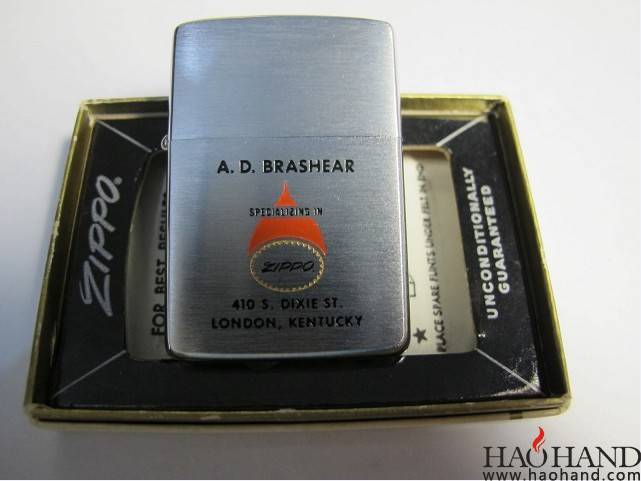 A. D. BRASHEAR
SPECIALIZING IN
ZIPPO
410 S. DIXIE ST.
LONDON, KENTUCKY
ZIPPO.
FOR BEST RESULTS
★ PLACE SPARE FLINTS UNDER FELT IN END
UNCONDITIONALLY
GUARANTEED
HAOHAND
www.haohand.com